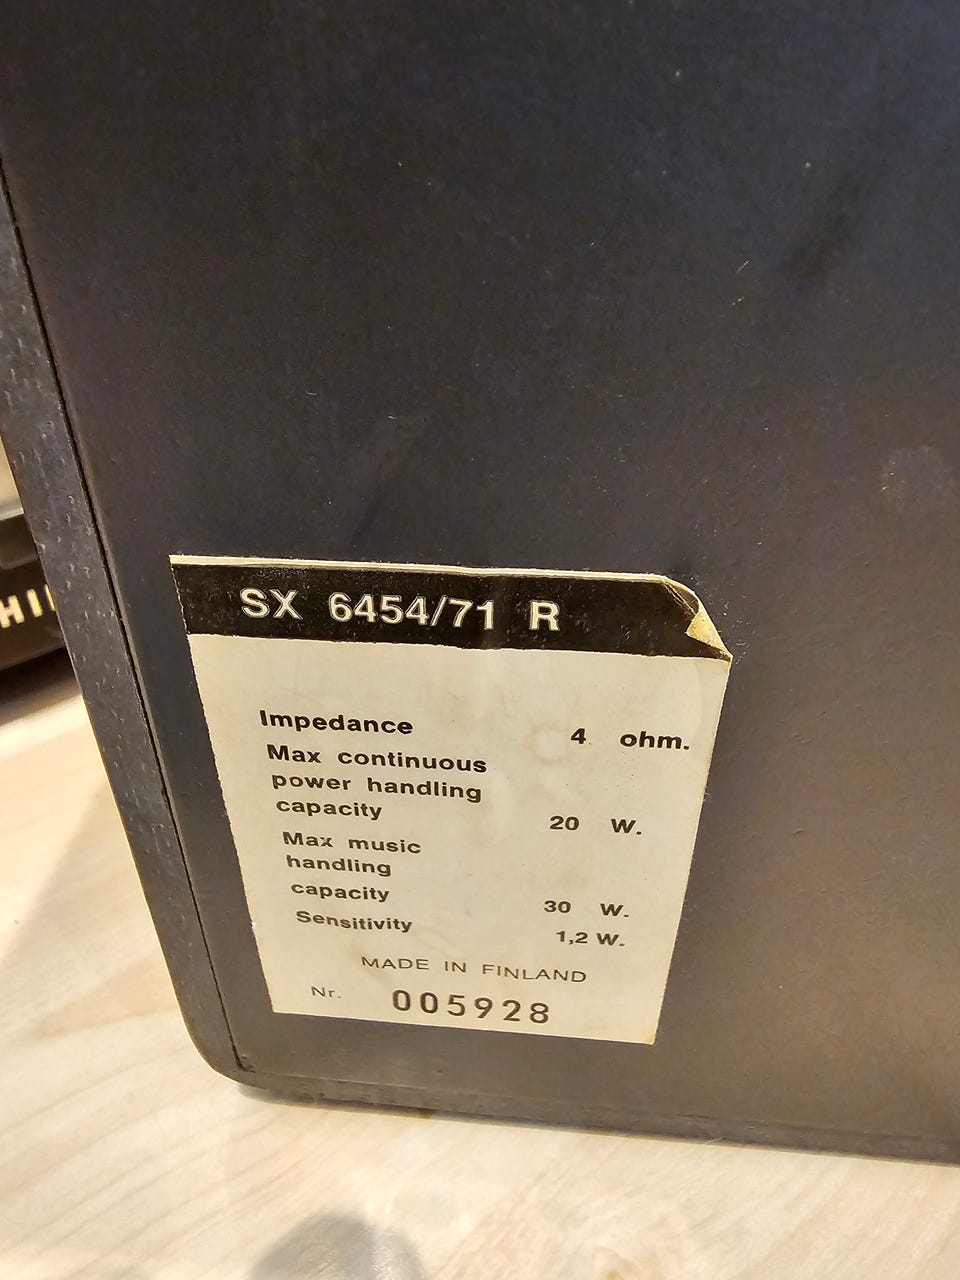 SX 6454/71 R
Impedance 4 ohm.
Max continuous
power handling
capacity 20 W.
Max music
handling
capacity 30 W.
Sensitivity 1,2 W.
MADE IN FINLAND
Nr. 005928